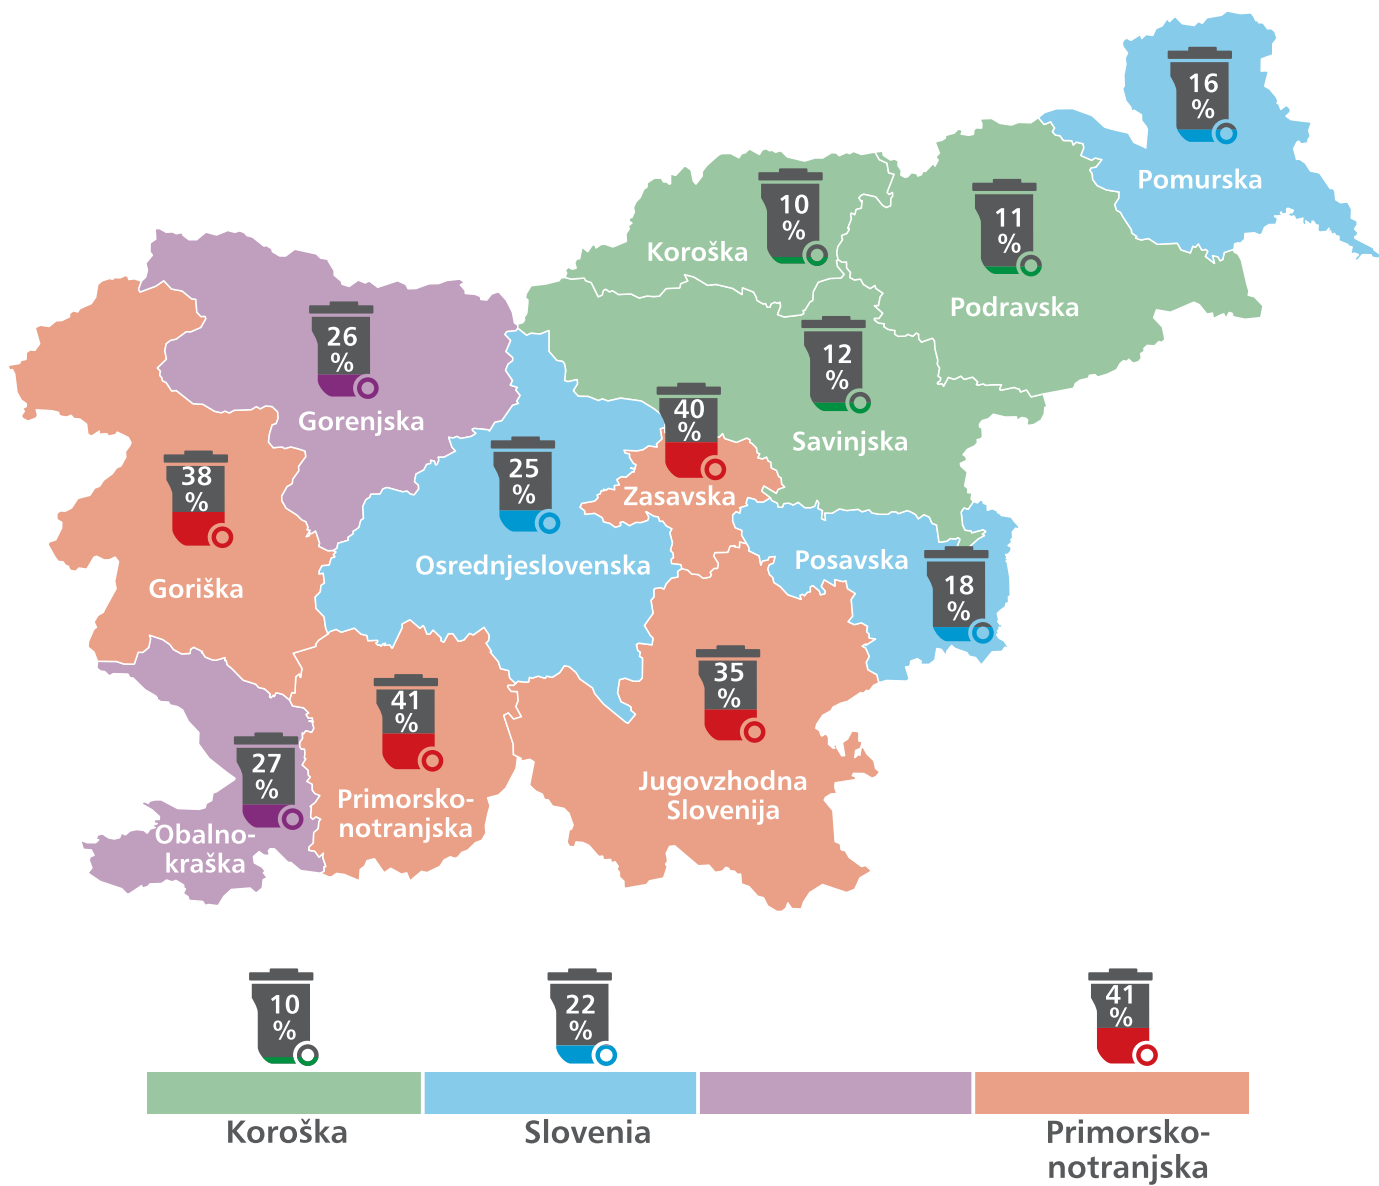 16
%
Pomurska
10
%
Koroška
11
%
Podravska
26
%
Gorenjska
12
%
Savinjska
40
%
Zasavska
38
%
Goriška
25
%
Osrednjeslovenska
Posavska
18
%
35
%
Jugovzhodna
Slovenija
41
%
Primorsko-
notranjska
27
%
Obalno-
kraška
10
%
22
%
41
%
Koroška
Slovenia
Primorsko-
notranjska